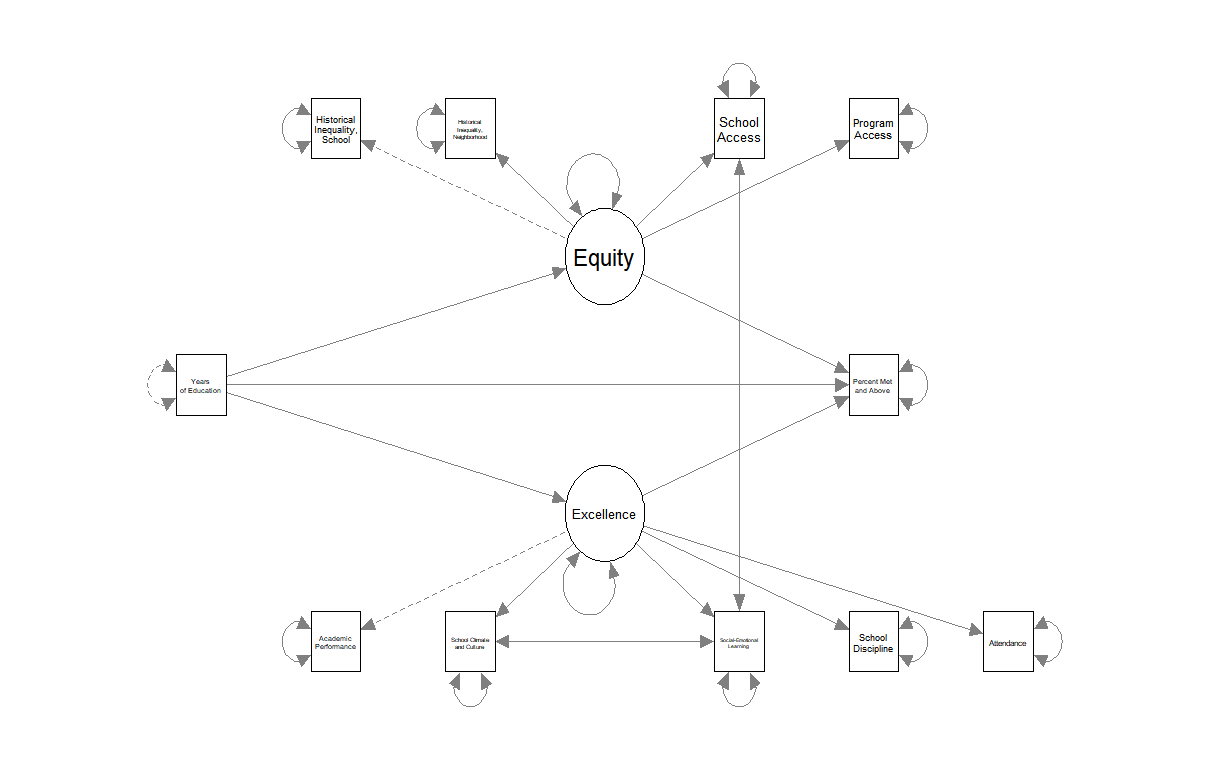 Historical
Inequality,
School
Historical
Inequality,
Neighborhood
School
Access
Program
Access
Equity
Years
of Education
Percent Met
and Above
Excellence
Academic
Performance
School Climate
and Culture
Social-Emotional
Learning
School
Discipline
Attendance